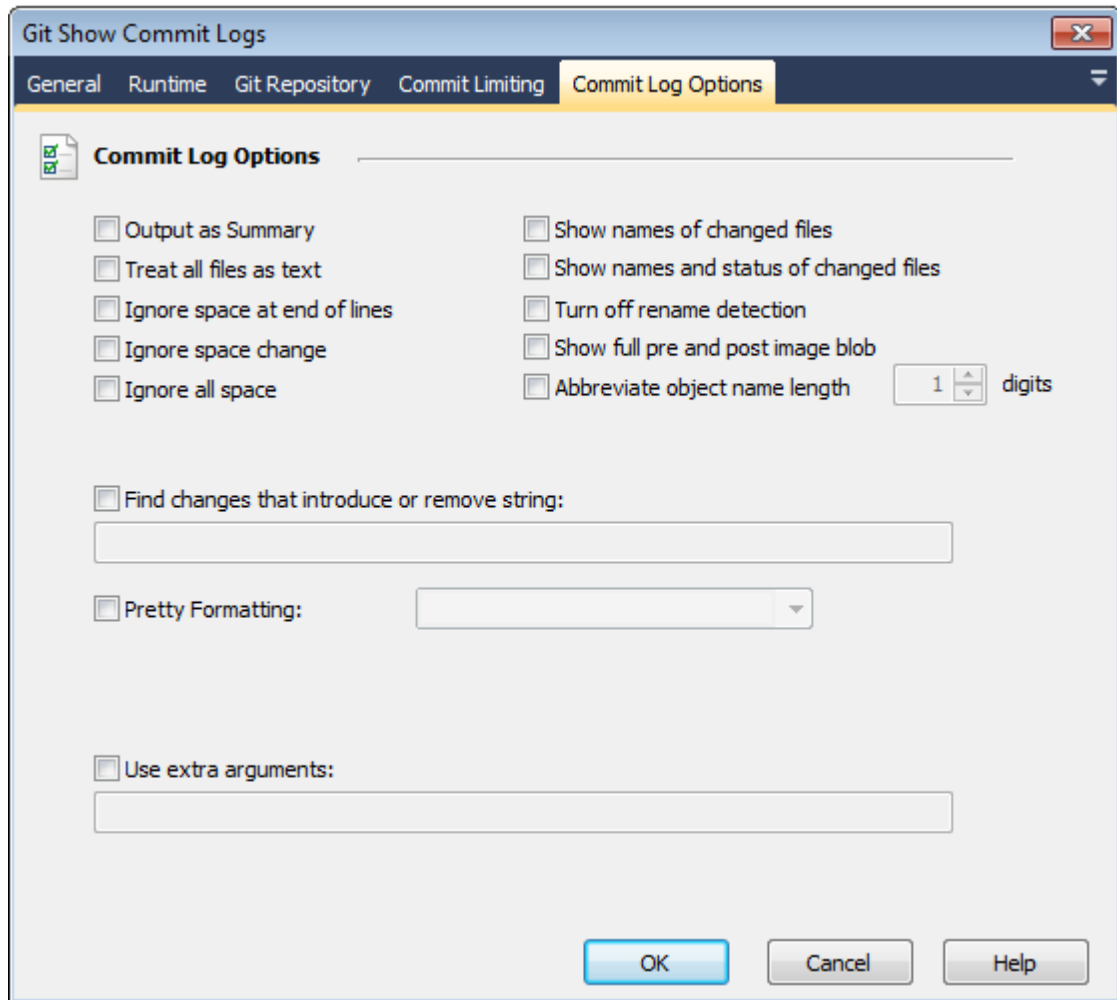 Git Show Commit Logs
General Runtime Git Repository Commit Limiting Commit Log Options
Commit Log Options
Output as Summary
Treat all files as text
Ignore space at end of lines
Ignore space change
Ignore all space
Show names of changed files
Show names and status of changed files
Turn off rename detection
Show full pre and post image blob
Abbreviate object name length 1 digits
Find changes that introduce or remove string:
Pretty Formatting:
Use extra arguments:
OK Cancel Help